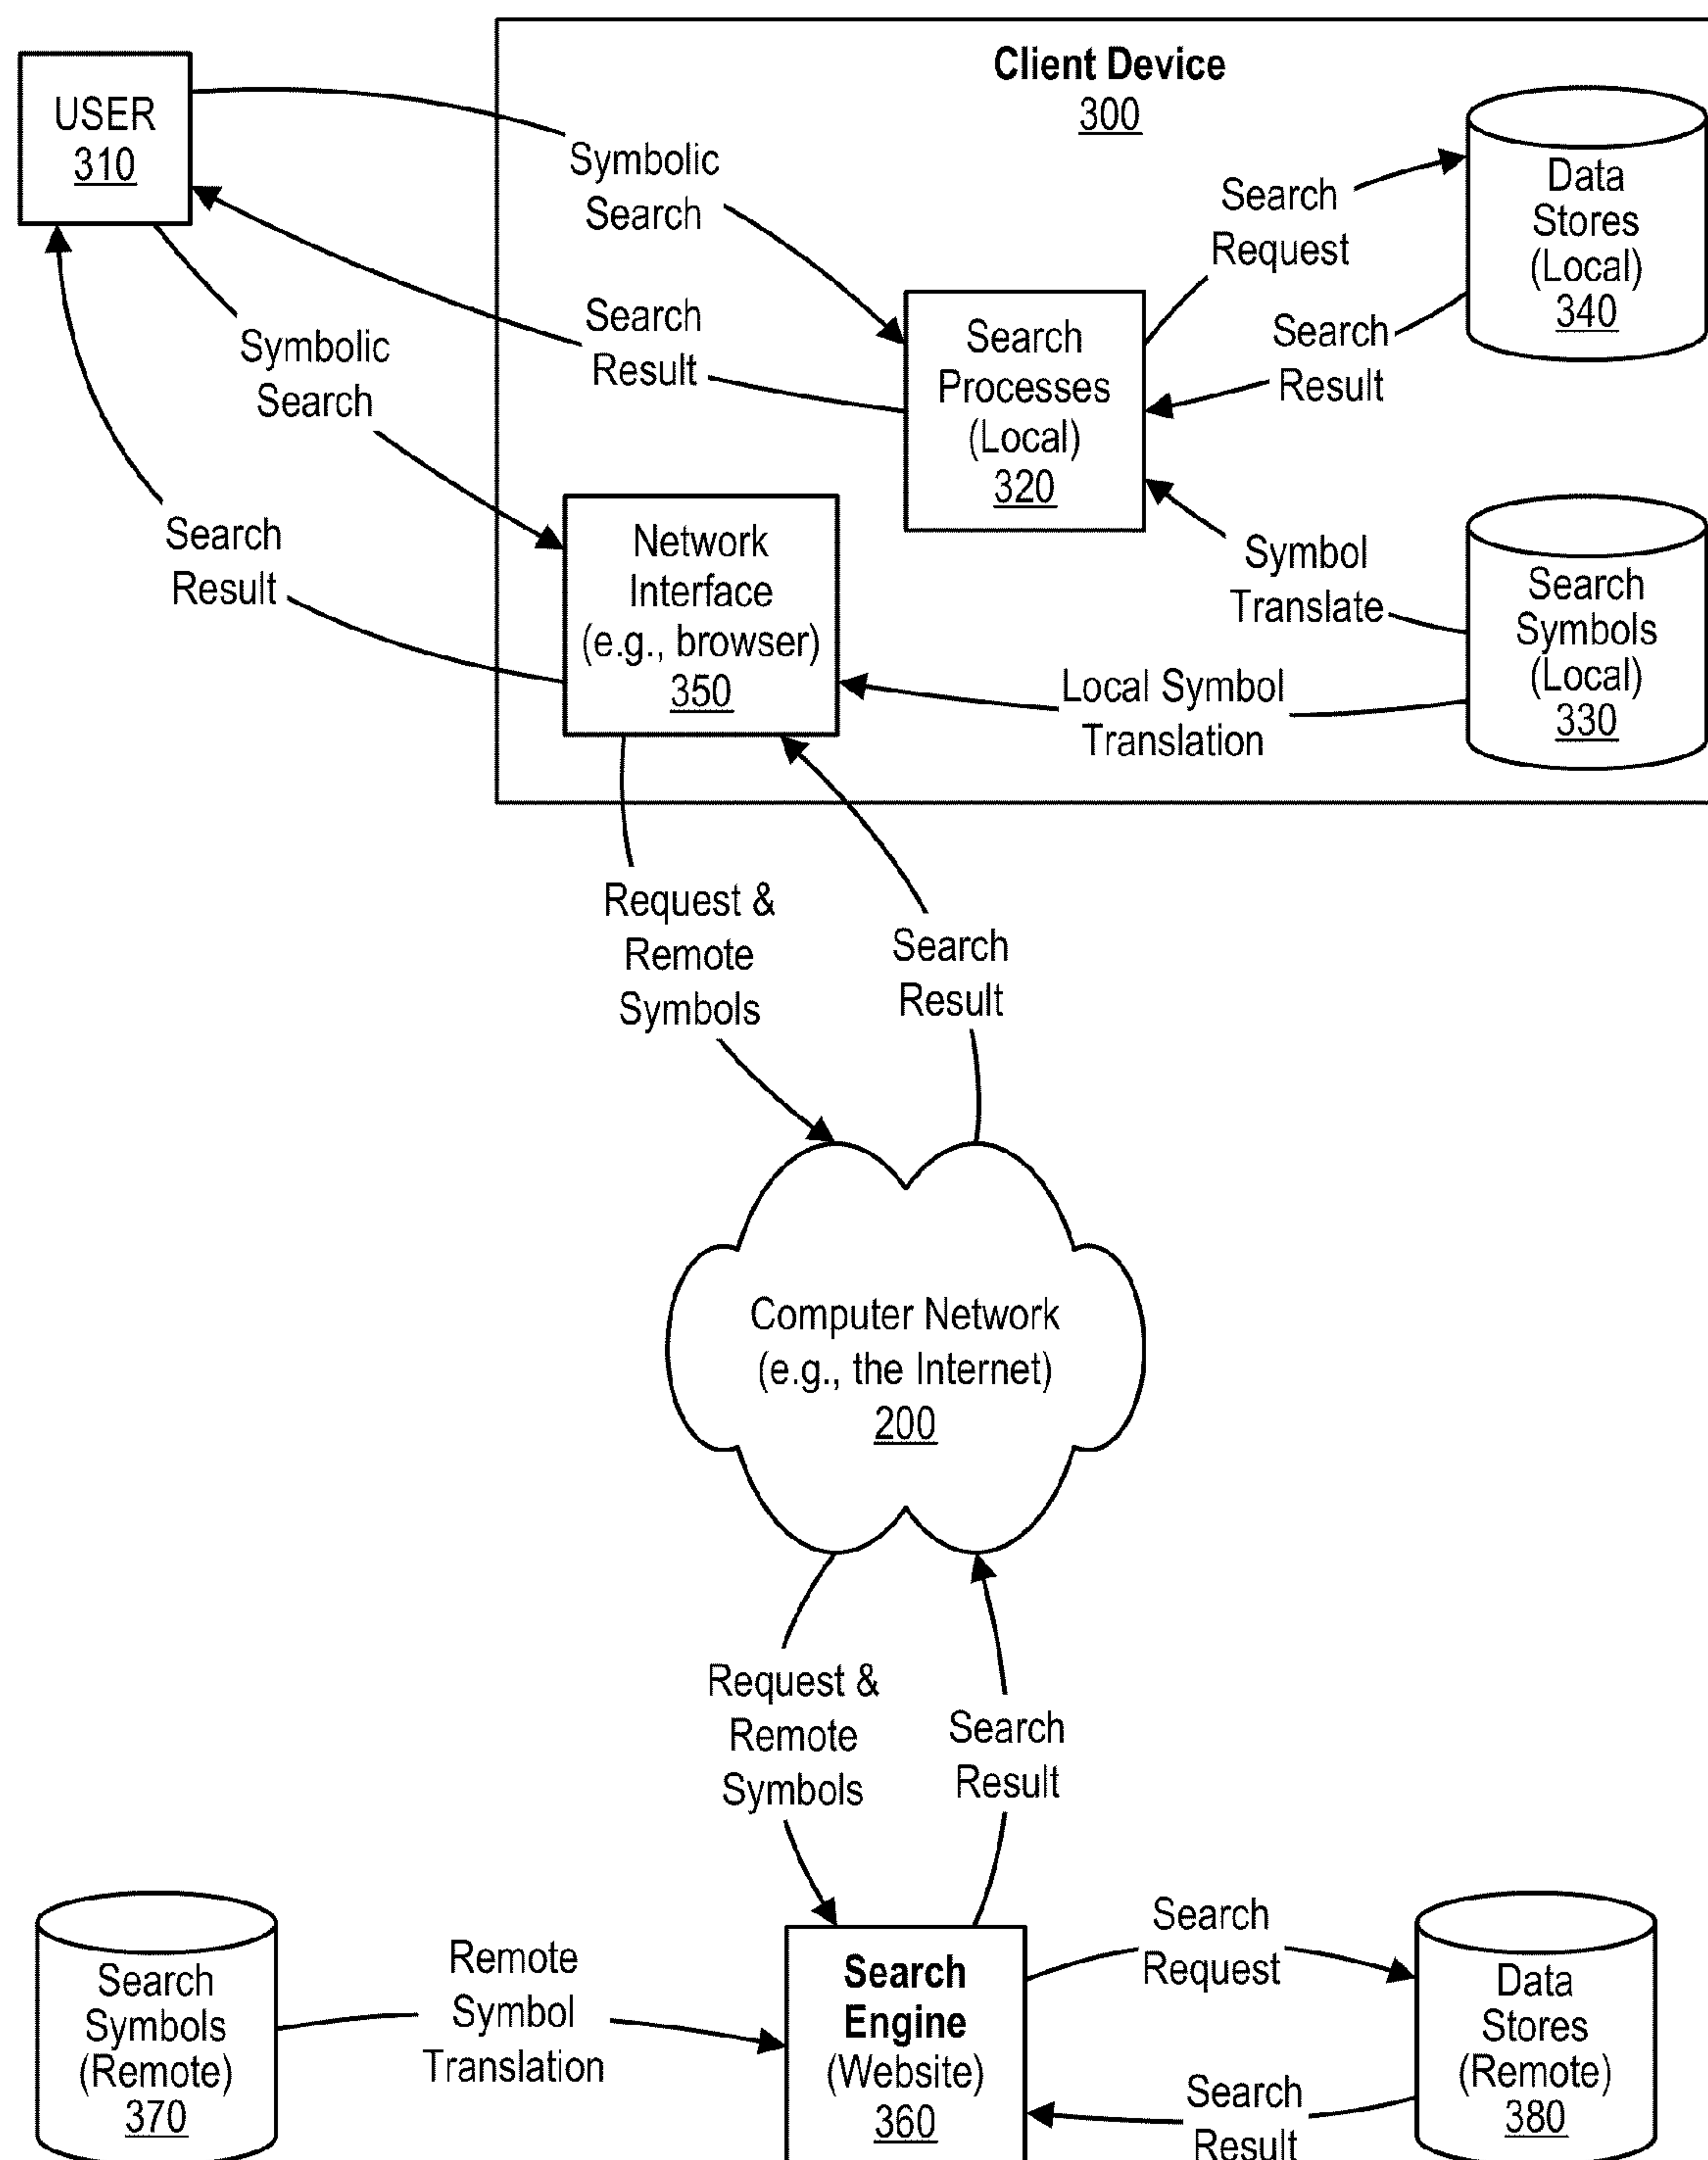 Client Device
300
USER
310
Symbolic
Search
Search
Request
Data
Stores
(Local)
340
Search
Result
Search
Processes
(Local)
320
Search
Result
Symbolic
Search
Search
Result
Network
Interface
(e.g., browser)
350
Symbol
Translate
Search
Symbols
(Local)
330
Local Symbol
Translation
Request &
Remote
Symbols
Search
Result
Computer Network
(e.g., the Internet)
200
Request &
Remote
Symbols
Search
Result
Search
Symbols
(Remote)
370
Remote
Symbol
Translation
Search
Engine
(Website)
360
Search
Request
Data
Stores
(Remote)
380
Search
Result